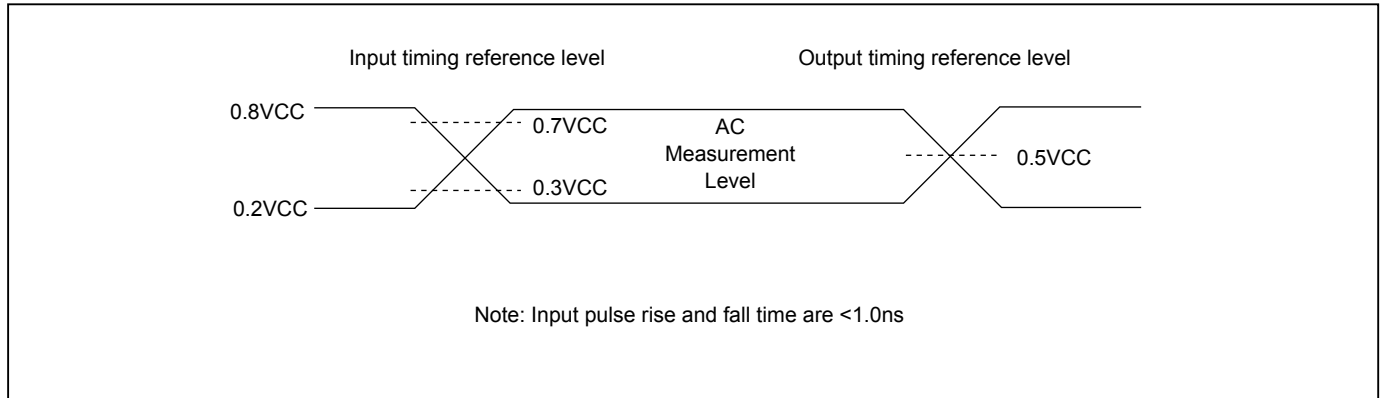 Input timing reference level
Output timing reference level
0.8VCC
0.7VCC
AC
Measurement
Level
0.5VCC
0.3VCC
0.2VCC
Note: Input pulse rise and fall time are <1.0ns